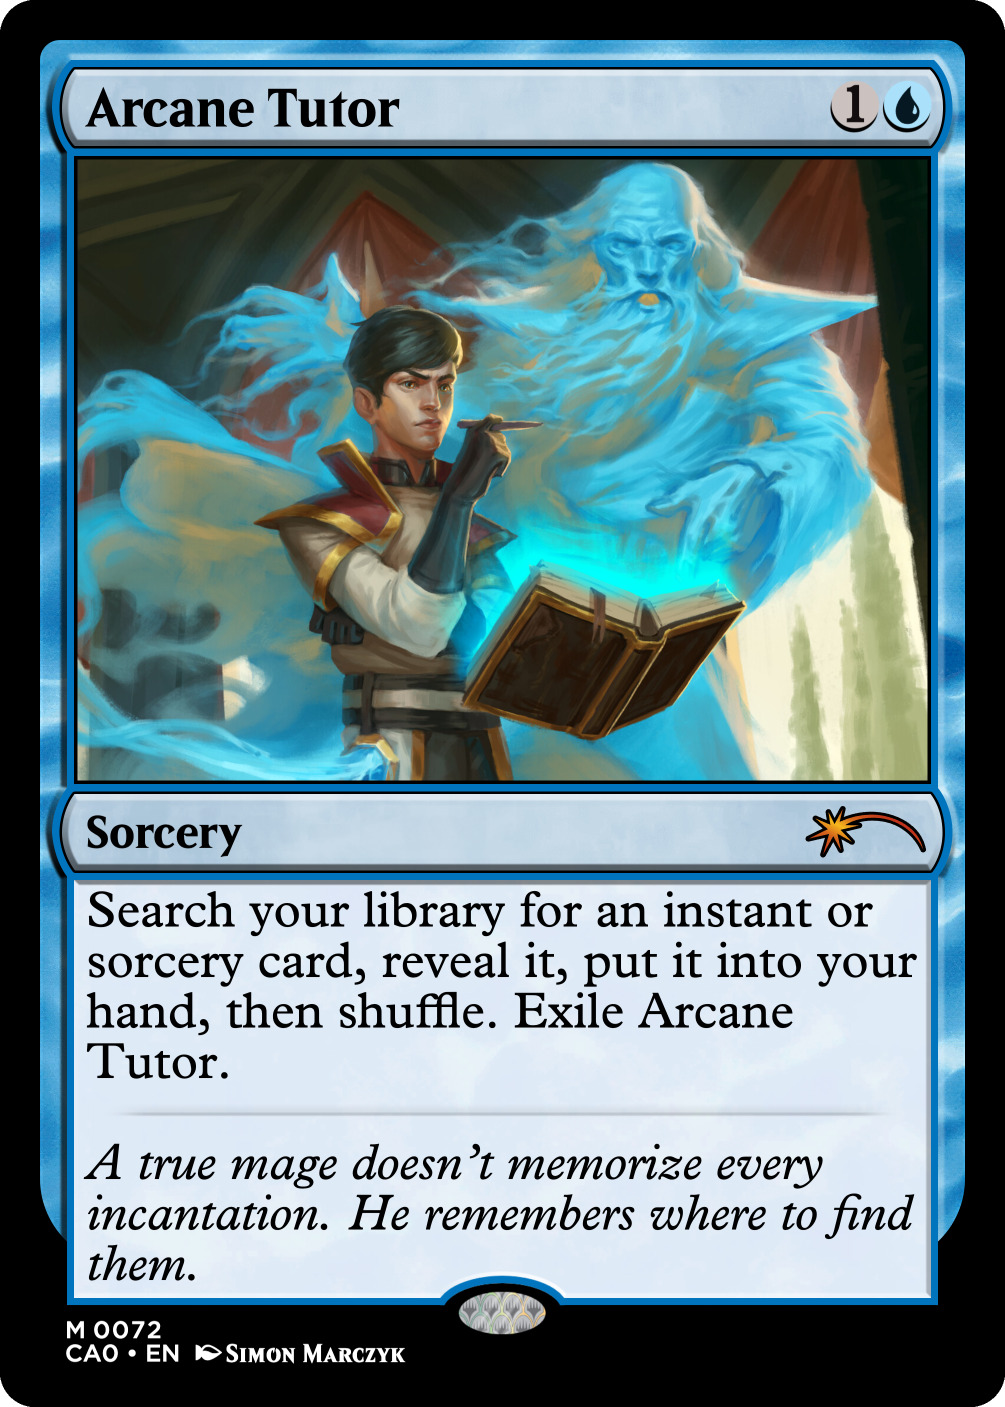 Arcane Tutor 1
Sorcery
Search your library for an instant or
sorcery card, reveal it, put it into your
hand, then shuffle. Exile Arcane
Tutor.
A true mage doesn't memorize every
incantation. He remembers where to find
them.
M 0072
CAO • EN Simon Marczyk